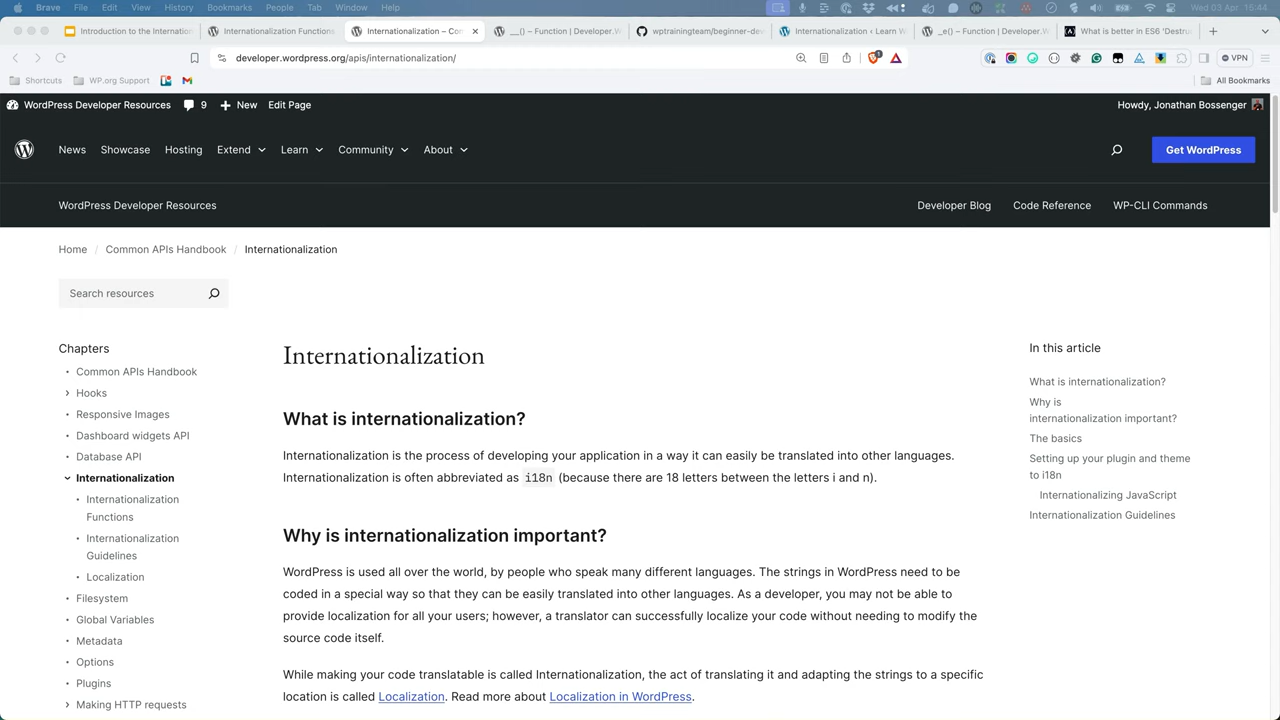 Brave File Edit View History Bookmarks People Tab Window Help
Wed 03 Apr 15:44
Introduction to the Internation
Internationalization Functions
Internationalization – Co
__() – Function | Developer.W
wptrainingteam/beginner-dev
Internationalization ‹ Learn W
_e() – Function | Developer.W
What is better in ES6 'Destruc
developer.wordpress.org/apis/internationalization/
1
VPN
Shortcuts
WP.org Support
All Bookmarks
WordPress Developer Resources 9 New Edit Page
Howdy, Jonathan Bossenger
News Showcase Hosting Extend Learn Community About
Get WordPress
WordPress Developer Resources
Developer Blog Code Reference WP-CLI Commands
Home / Common APIs Handbook / Internationalization
Search resources
Chapters
Common APIs Handbook
Hooks
Responsive Images
Dashboard widgets API
Database API
Internationalization
Internationalization
Functions
Internationalization
Guidelines
Localization
Filesystem
Global Variables
Metadata
Options
Plugins
Making HTTP requests
Internationalization
What is internationalization?
Internationalization is the process of developing your application in a way it can easily be translated into other languages.
Internationalization is often abbreviated as i18n (because there are 18 letters between the letters i and n).
Why is internationalization important?
WordPress is used all over the world, by people who speak many different languages. The strings in WordPress need to be
coded in a special way so that they can be easily translated into other languages. As a developer, you may not be able to
provide localization for all your users; however, a translator can successfully localize your code without needing to modify the
source code itself.
While making your code translatable is called Internationalization, the act of translating it and adapting the strings to a specific
location is called Localization. Read more about Localization in WordPress.
In this article
What is internationalization?
Why is
internationalization important?
The basics
Setting up your plugin and theme
to i18n
Internationalizing JavaScript
Internationalization Guidelines